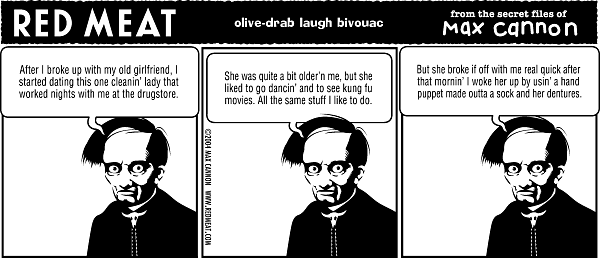 RED MEAT
olive-drab laugh bivouac
from the secret files of
Max cannon
After I broke up with my old girlfriend, I
started dating this one cleanin' lady that
worked nights with me at the drugstore.
She was quite a bit older'n me, but she
liked to go dancin' and to see kung fu
movies. All the same stuff I like to do.
But she broke if off with me real quick after
that mornin' I woke her up by usin' a hand
puppet made outta a sock and her dentures.
©2004 MAX CANNON WWW.REDMEAT.COM